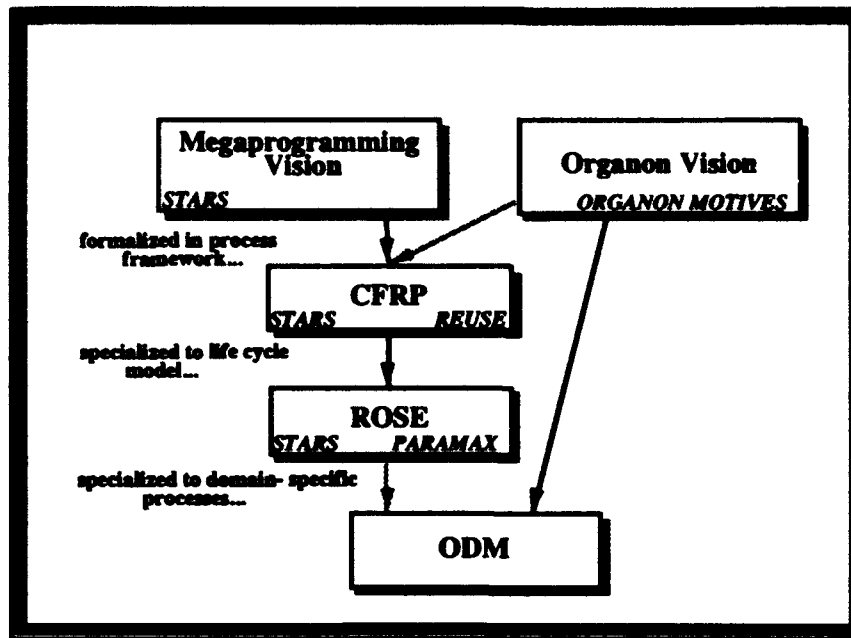 Megaprogramming
Vision
STARS
Organon Vision
ORGANON MOTIVES
formalized in process
framework...
CFRP
STARS REUSE
specialized to life cycle
model...
ROSE
STARS PARAMAX
specialized to domain- specific
processes...
ODM